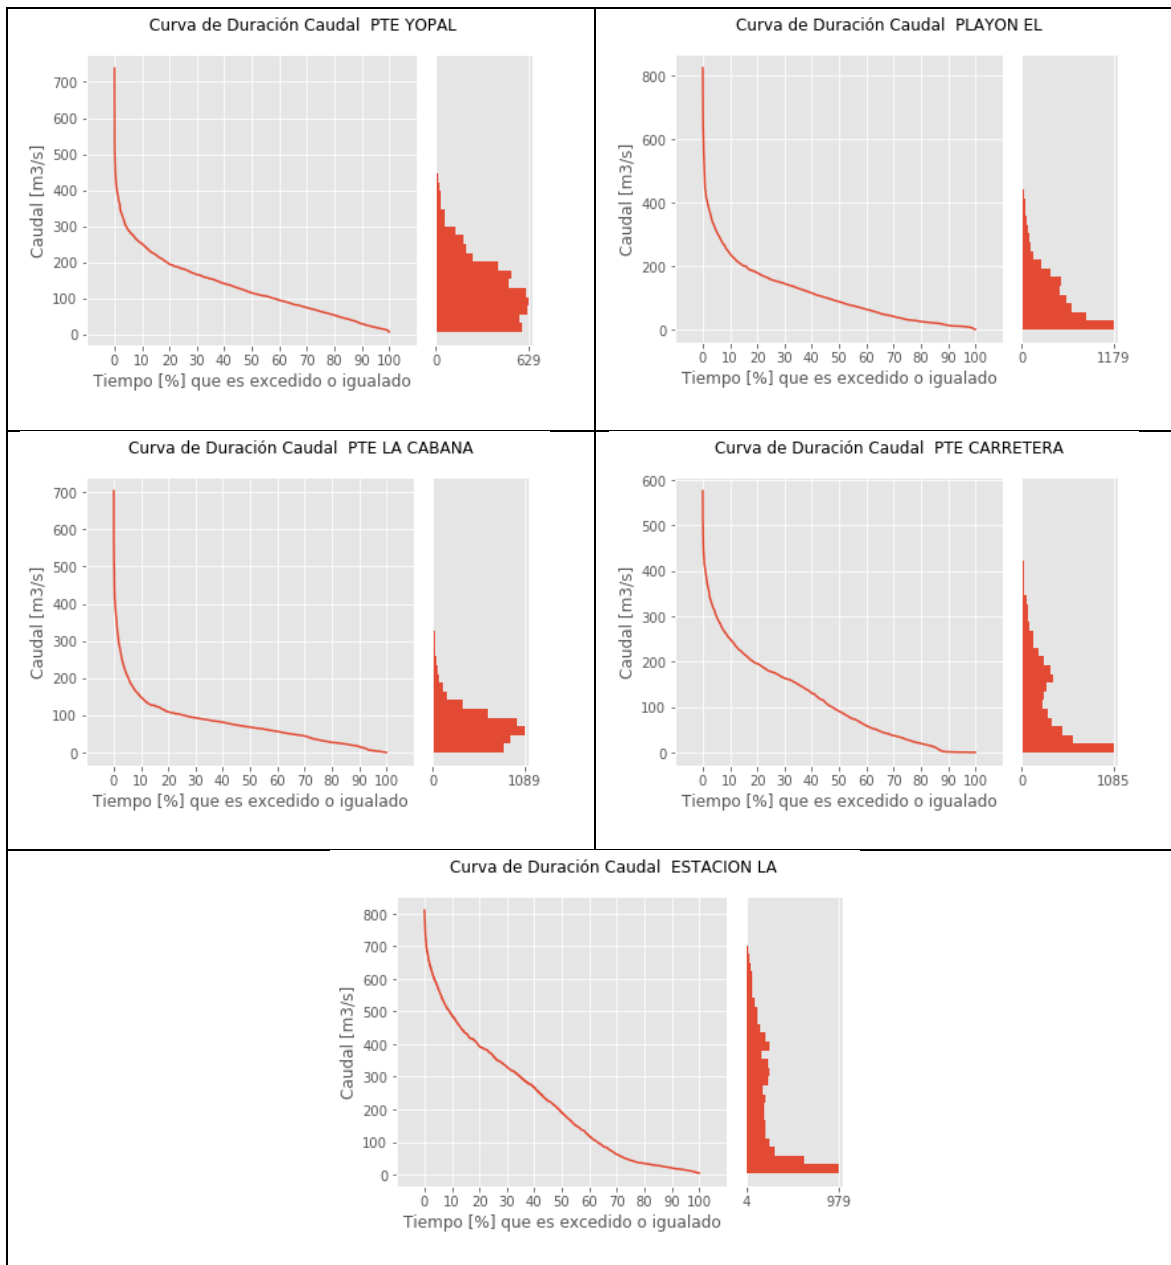 Curva de Duración Caudal  PTE YOPAL
Caudal [m3/s]
700
600
500
400
300
200
100
0
0 10 20 30 40 50 60 70 80 90 100
0 629
Tiempo [%] que es excedido o igualado
Curva de Duración Caudal  PLAYON EL
Caudal [m3/s]
800
600
400
200
0
0 10 20 30 40 50 60 70 80 90 100
0 1179
Tiempo [%] que es excedido o igualado
Curva de Duración Caudal  PTE LA CABANA
Caudal [m3/s]
700
600
500
400
300
200
100
0
0 10 20 30 40 50 60 70 80 90 100
0 1089
Tiempo [%] que es excedido o igualado
Curva de Duración Caudal  PTE CARRETERA
Caudal [m3/s]
600
500
400
300
200
100
0
0 10 20 30 40 50 60 70 80 90 100
0 1085
Tiempo [%] que es excedido o igualado
Curva de Duración Caudal  ESTACION LA
Caudal [m3/s]
800
700
600
500
400
300
200
100
0
0 10 20 30 40 50 60 70 80 90 100
4 979
Tiempo [%] que es excedido o igualado